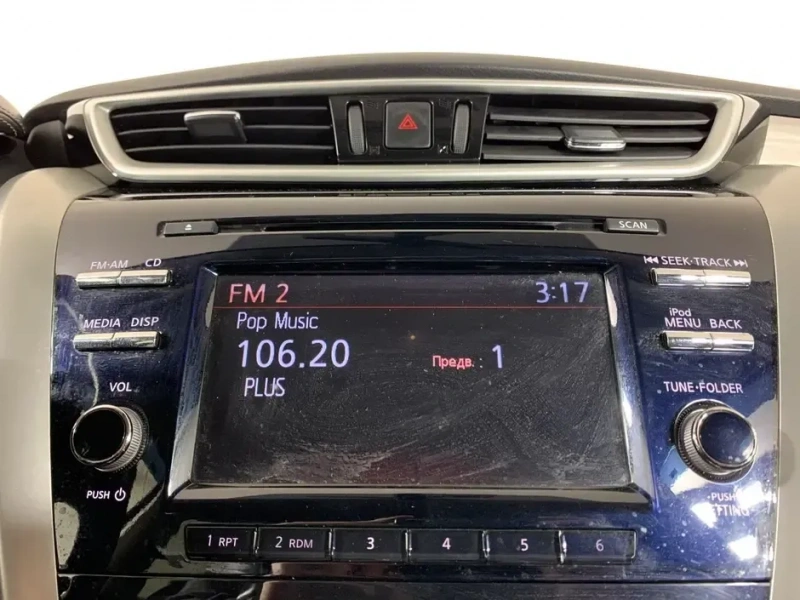 SCAN
FM·AM CD
SEEK·TRACK
FM 2 3:17
Pop Music
106.20 Предв. : 1
PLUS
MEDIA DISP
iPod
MENU BACK
VOL
TUNE·FOLDER
PUSH
PUSH
1 RPT 2 RDM 3 4 5 6